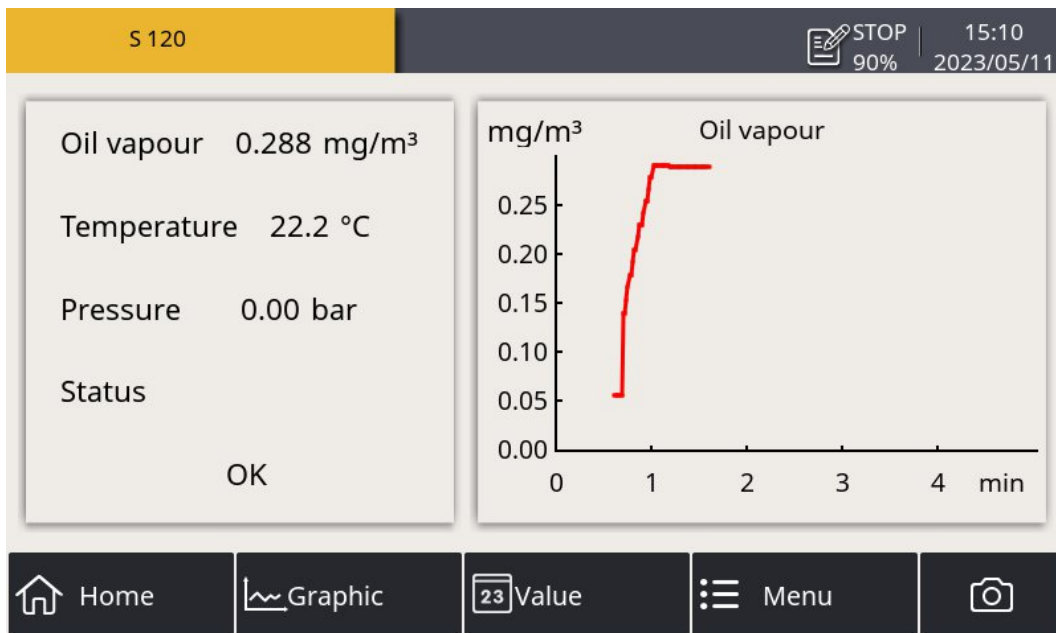 S 120
STOP
90%
15:10
2023/05/11
Oil vapour 0.288 mg/m³
Temperature 22.2 °C
Pressure 0.00 bar
Status
OK
mg/m³ Oil vapour
0.25
0.20
0.15
0.10
0.05
0.00
0 1 2 3 4 min
Home
Graphic
23 Value
Menu